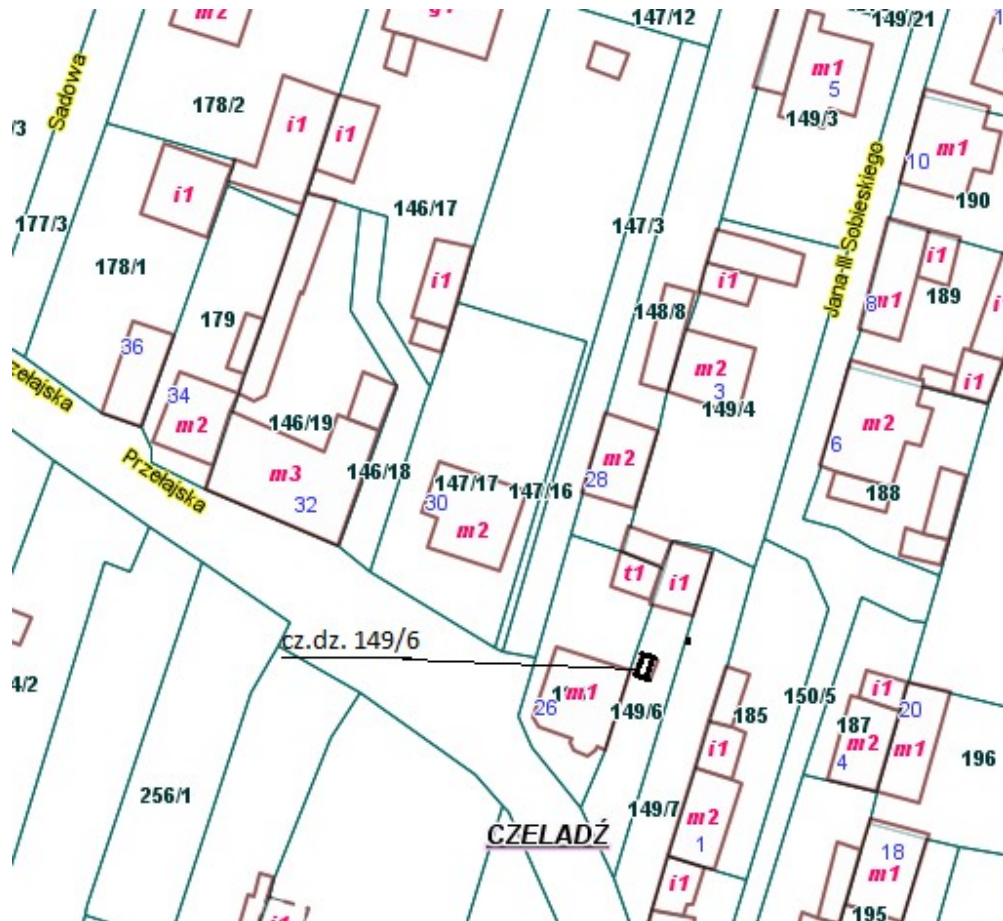 m2
g1
147/12
149/21
Sadowa
178/2
i1
i1
m1
5
149/3
10
m1
190
/3
i1
177/3
178/1
146/17
147/3
Jana-III-Sobieskiego
i1
i1
i1
8
189
179
148/8
m2
3
149/4
36
34
m2
146/19
i1
m2
6
Przełajska
m3
32
146/18
147/17
30
m2
147/16
m2
28
188
t1
i1
cz.dz. 149/6
4/2
m1
26
149/6
185
150/5
i1
20
187
m2
4
m1
196
i1
256/1
CZELADŹ
149/7
m2
1
18
m1
i1
195